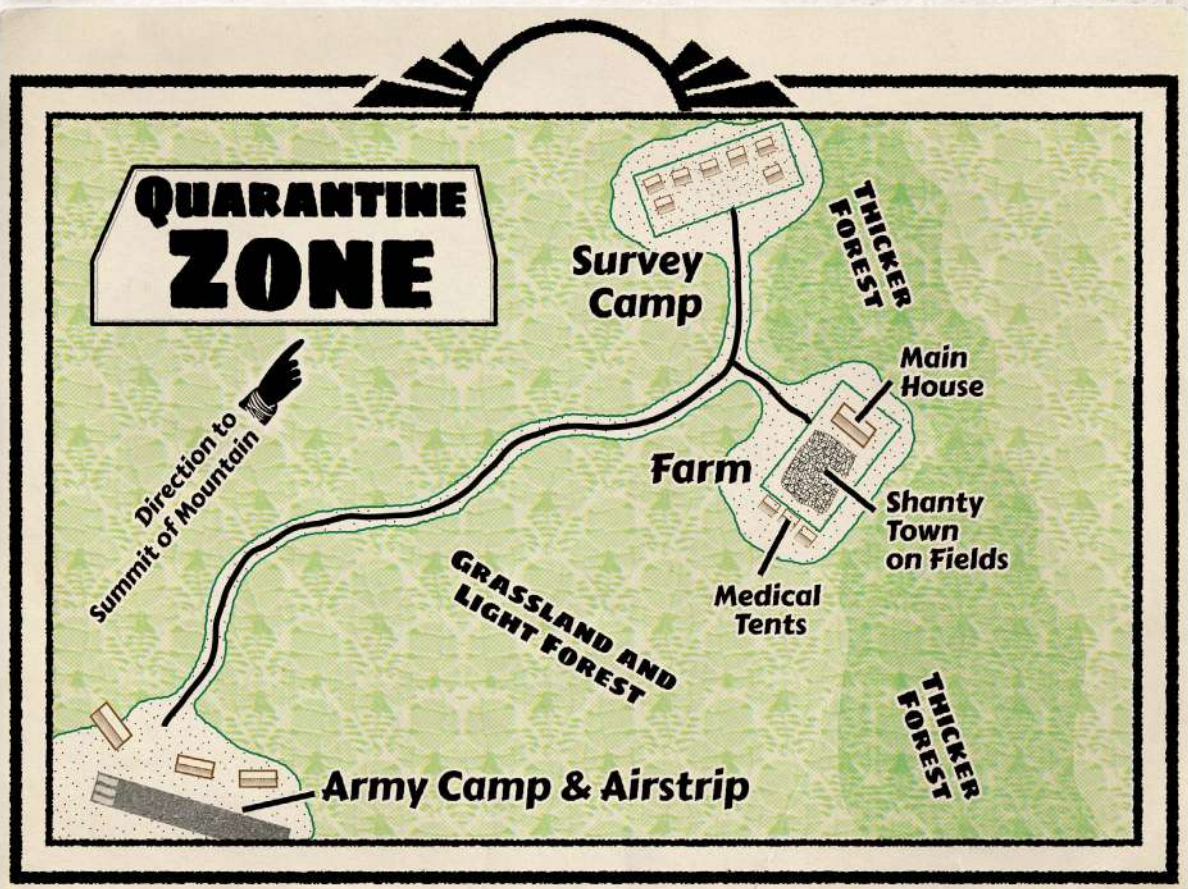 QUARANTINE
ZONE
Survey
Camp
THICKER
FOREST
Main
House
Direction to
Summit of Mountain
Farm
Shanty
Town
on Fields
Medical
Tents
GRASSLAND AND
LIGHT FOREST
THICKER
FOREST
Army Camp & Airstrip